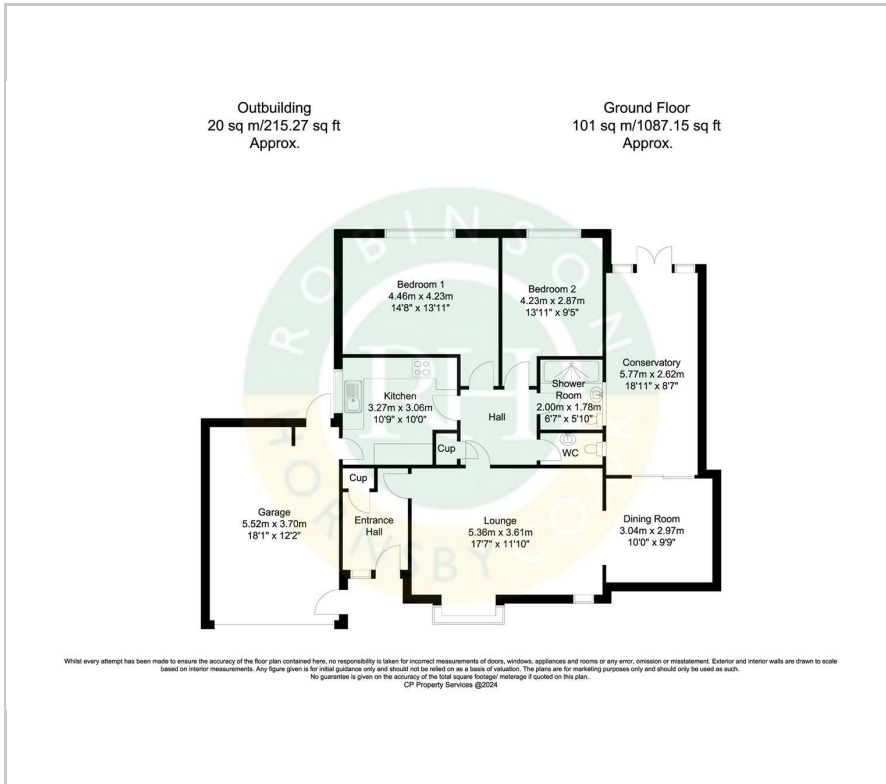 Outbuilding
20 sq m/215.27 sq ft
Approx.
Ground Floor
101 sq m/1087.15 sq ft
Approx.
ROBINSON
HORNSBY
Bedroom 1
4.46m x 4.23m
14'8" x 13'11"
Bedroom 2
4.23m x 2.87m
13'11" x 9'5"
Conservatory
5.77m x 2.62m
18'11" x 8'7"
Kitchen
3.27m x 3.06m
10'9" x 10'0"
Shower
Room
2.00m x 1.78m
6'7" x 5'10"
Hall
Cup
WC
Cup
Garage
5.52m x 3.70m
18'1" x 12'2"
Entrance
Hall
Lounge
5.36m x 3.61m
17'7" x 11'10"
Dining Room
3.04m x 2.97m
10'0" x 9'9"
Whilst every attempt has been made to ensure the accuracy of the floor plan contained here, no responsibility is taken for incorrect measurements of doors, windows, appliances and rooms or any error, omission or misstatement. Exterior and interior walls are drawn to scale
based on interior measurements. Any figure given is for initial guidance only and should not be relied on as a basis of valuation. The plans are for marketing purposes only and should only be used as such.
No guarantee is given on the accuracy of the total square footage/ meterage if quoted on this plan..
CP Property Services @2024